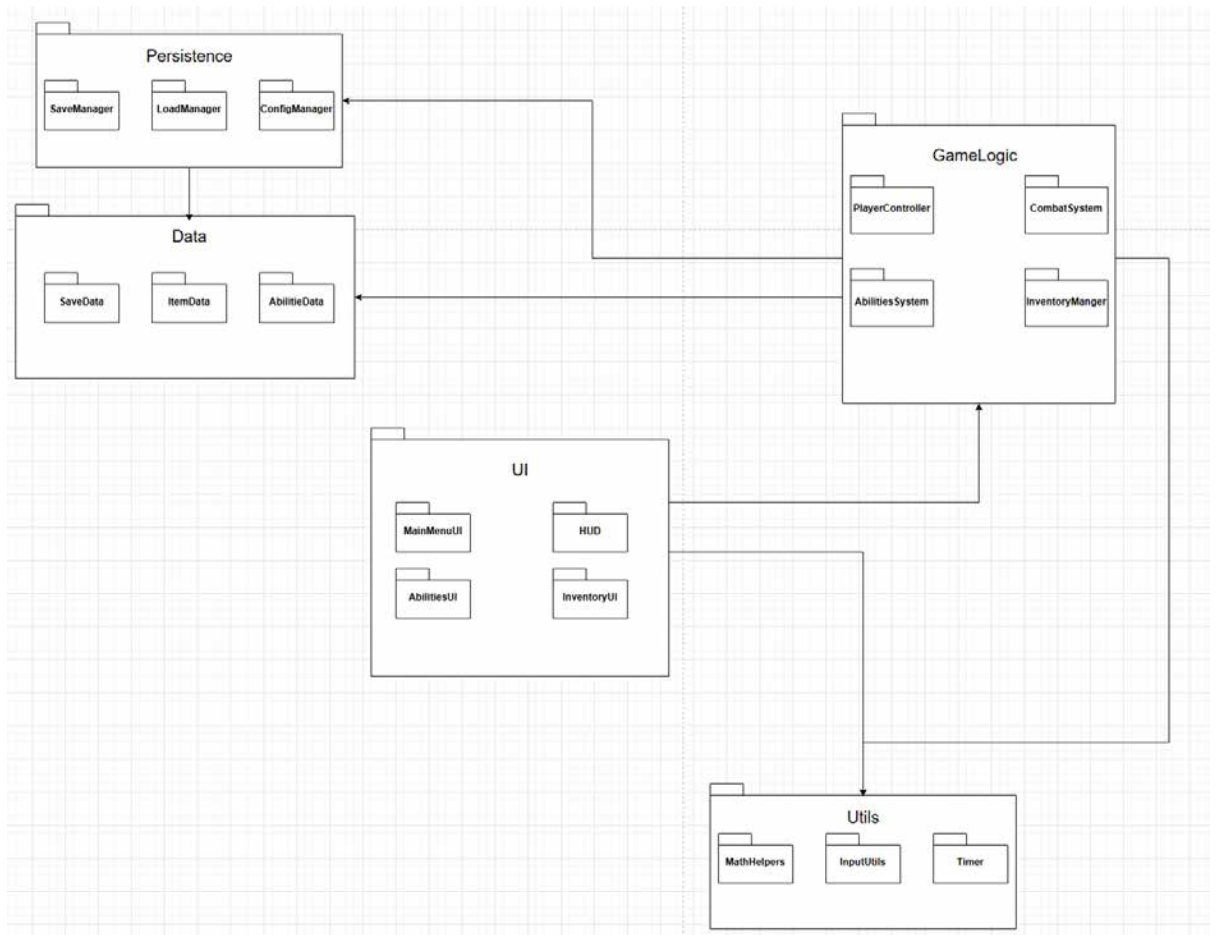 Persistence
SaveManager
LoadManager
ConfigManager
GameLogic
PlayerController
CombatSystem
AbilitiesSystem
InventoryManger
Data
SaveData
ItemData
AbilitieData
UI
MainMenuUI
HUD
AbilitiesUI
InventoryUI
Utils
MathHelpers
InputUtils
Timer